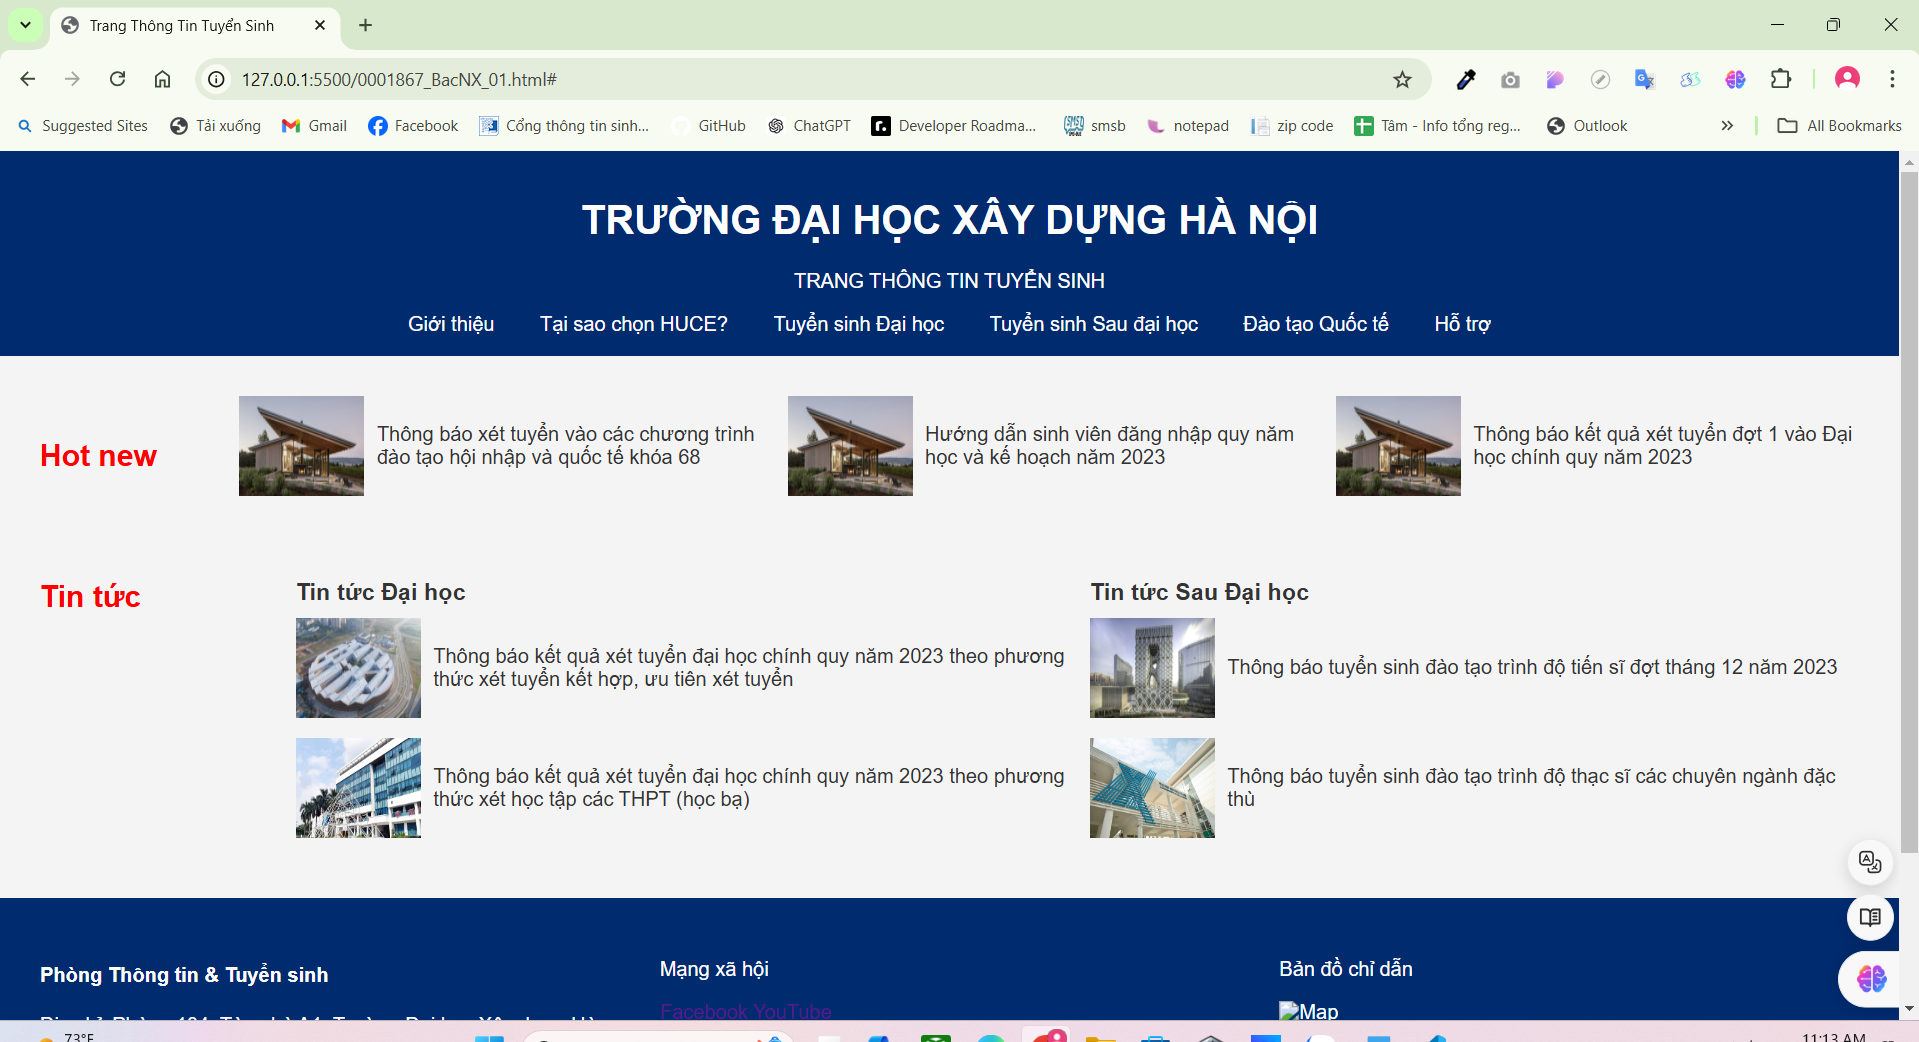 Trang Thông Tin Tuyển Sinh
127.0.0.1:5500/0001867_BacNX_01.html#
Suggested Sites Tải xuống Gmail Facebook Cổng thông tin sinh... GitHub ChatGPT Developer Roadma... smsb notepad zip code Tâm - Info tổng reg... Outlook All Bookmarks
TRƯỜNG ĐẠI HỌC XÂY DỰNG HÀ NỘI
TRANG THÔNG TIN TUYỂN SINH
Giới thiệu Tại sao chọn HUCE? Tuyển sinh Đại học Tuyển sinh Sau đại học Đào tạo Quốc tế Hỗ trợ
Hot new
Thông báo xét tuyển vào các chương trình
đào tạo hội nhập và quốc tế khóa 68
Hướng dẫn sinh viên đăng nhập quy năm
học và kế hoạch năm 2023
Thông báo kết quả xét tuyển đợt 1 vào Đại
học chính quy năm 2023
Tin tức
Tin tức Đại học
Thông báo kết quả xét tuyển đại học chính quy năm 2023 theo phương
thức xét tuyển kết hợp, ưu tiên xét tuyển
Thông báo kết quả xét tuyển đại học chính quy năm 2023 theo phương
thức xét học tập các THPT (học bạ)
Tin tức Sau Đại học
Thông báo tuyển sinh đào tạo trình độ tiến sĩ đợt tháng 12 năm 2023
Thông báo tuyển sinh đào tạo trình độ thạc sĩ các chuyên ngành đặc
thù
Phòng Thông tin & Tuyển sinh
Mạng xã hội
Facebook YouTube
Bản đồ chỉ dẫn
Map
73°F
11:13 AM